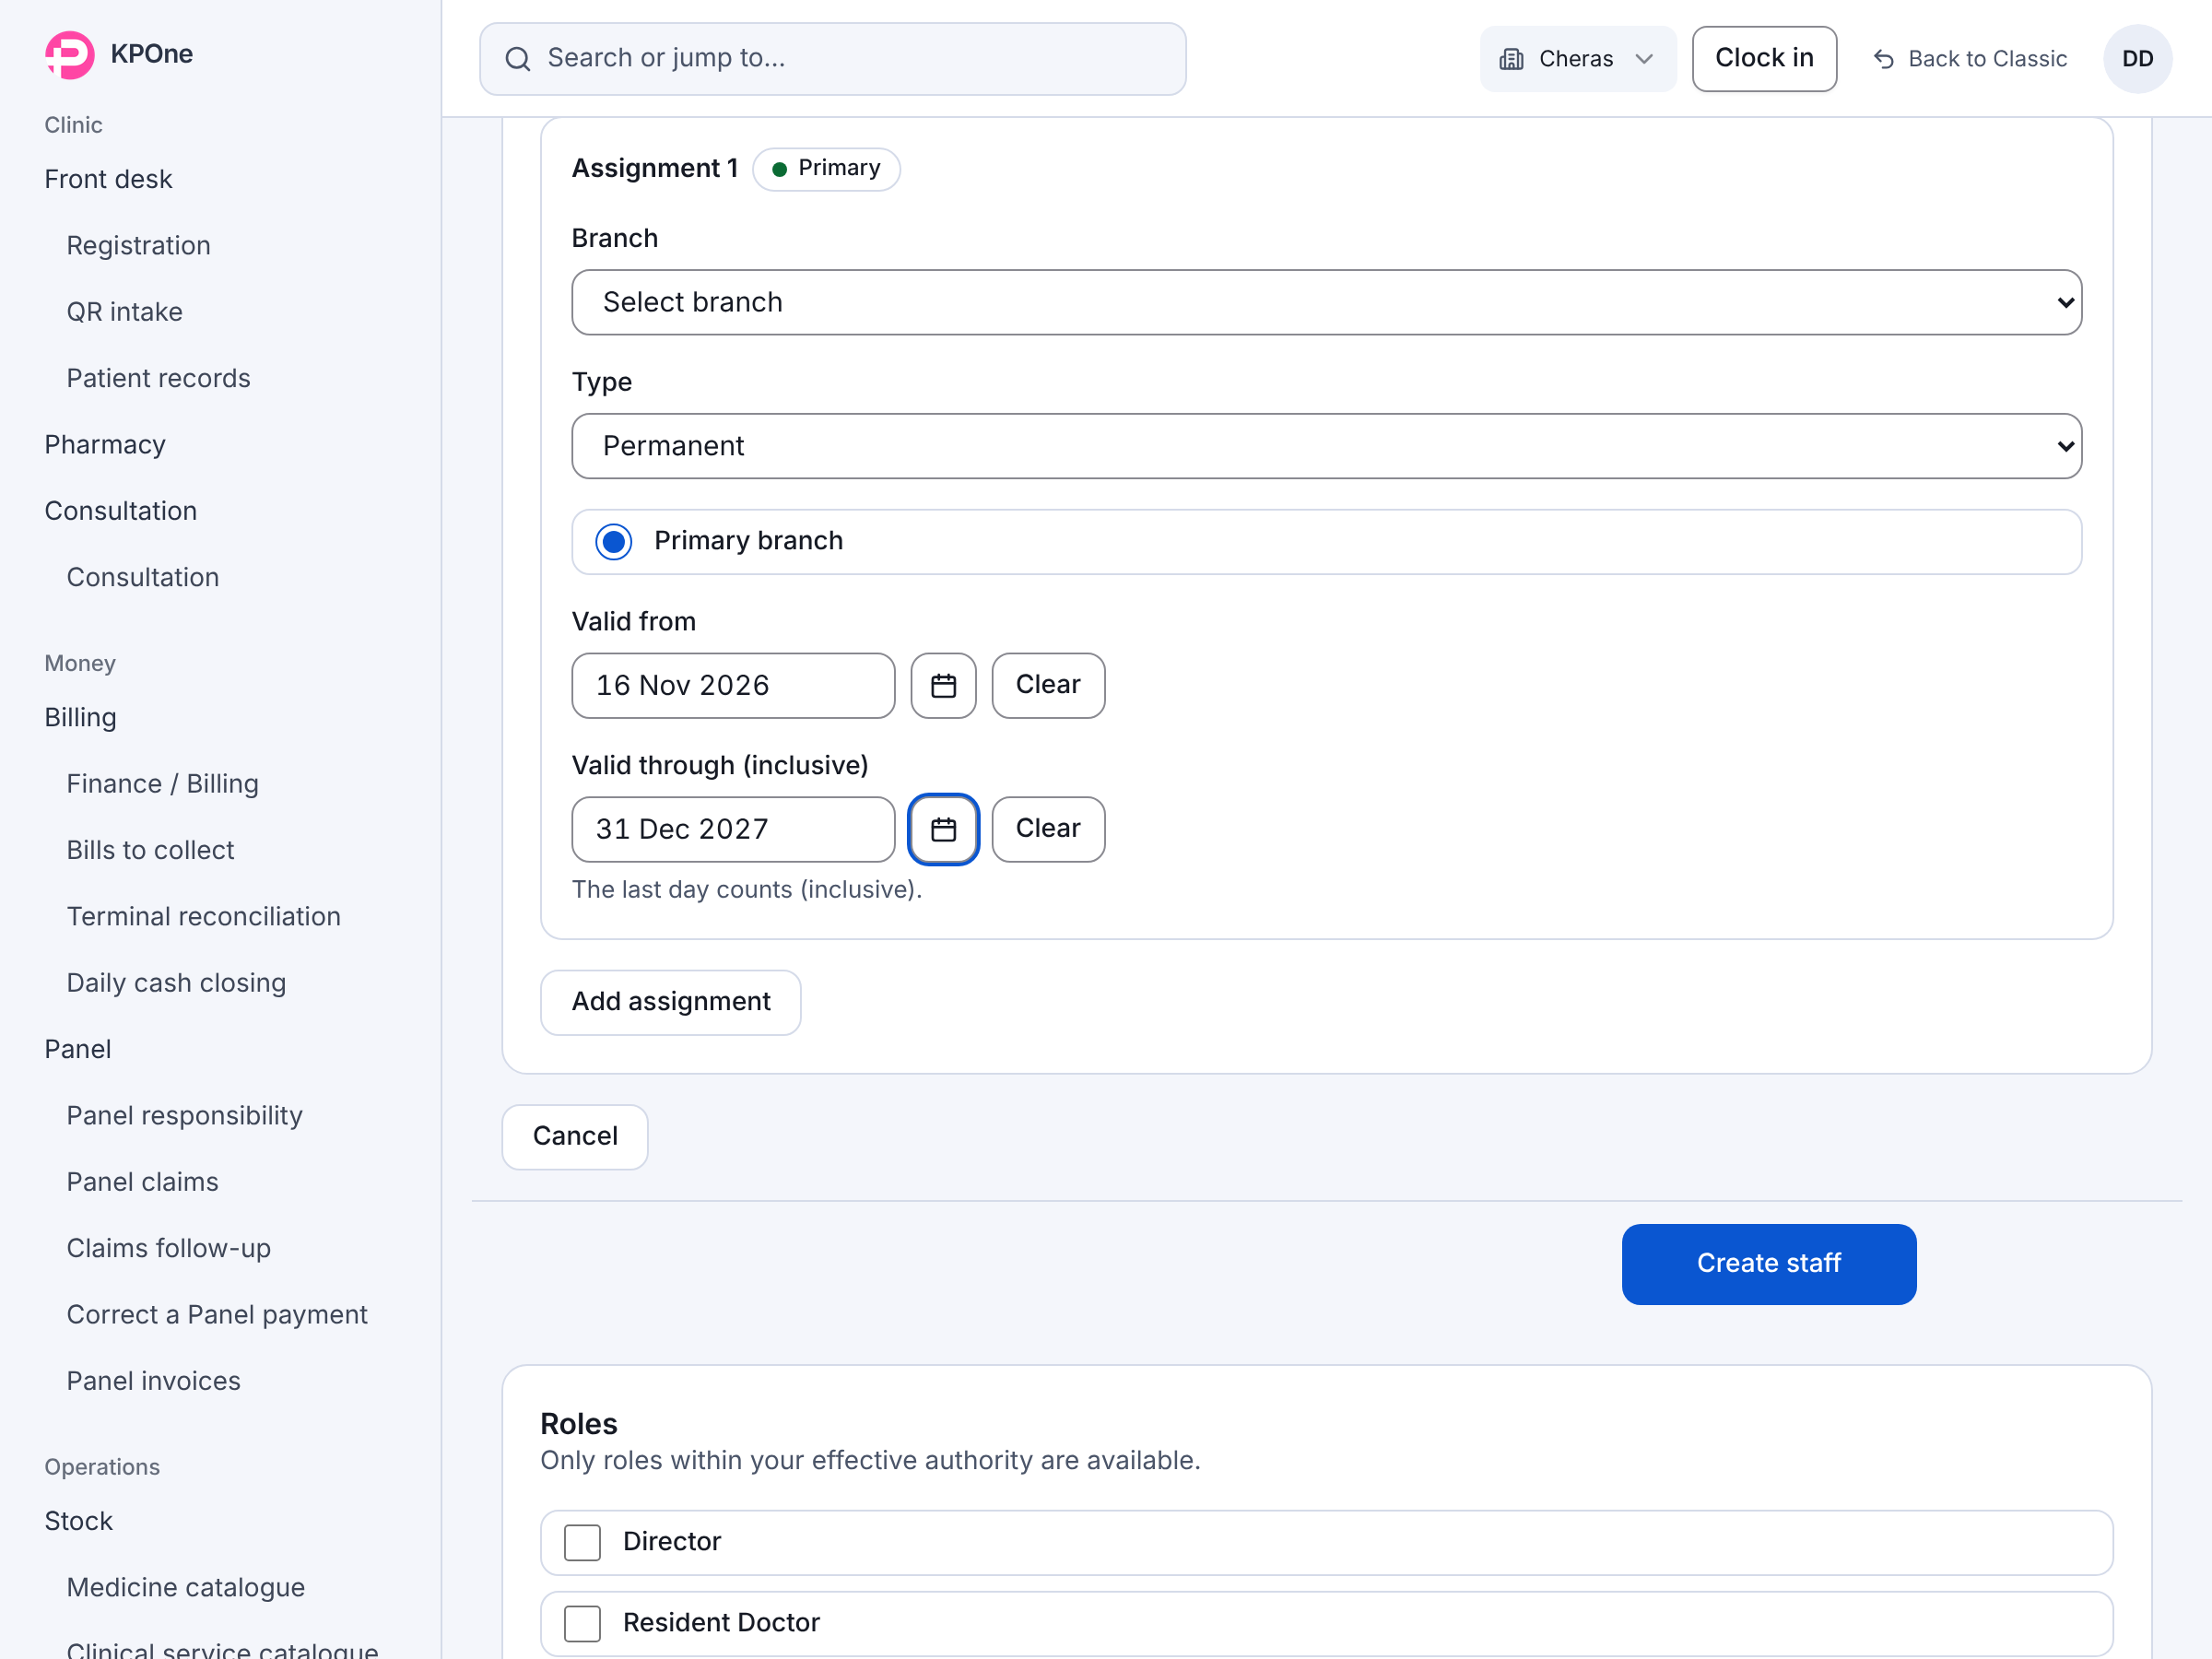 KPOne
Search or jump to...
Cheras
Clock in
Back to Classic
DD
Clinic
Front desk
Registration
QR intake
Patient records
Pharmacy
Consultation
Consultation
Money
Billing
Finance / Billing
Bills to collect
Terminal reconciliation
Daily cash closing
Panel
Panel responsibility
Panel claims
Claims follow-up
Correct a Panel payment
Panel invoices
Operations
Stock
Medicine catalogue
Clinical service catalogue
Assignment 1
Primary
Branch
Select branch
Type
Permanent
Primary branch
Valid from
16 Nov 2026
Clear
Valid through (inclusive)
31 Dec 2027
Clear
The last day counts (inclusive).
Add assignment
Cancel
Create staff
Roles
Only roles within your effective authority are available.
Director
Resident Doctor